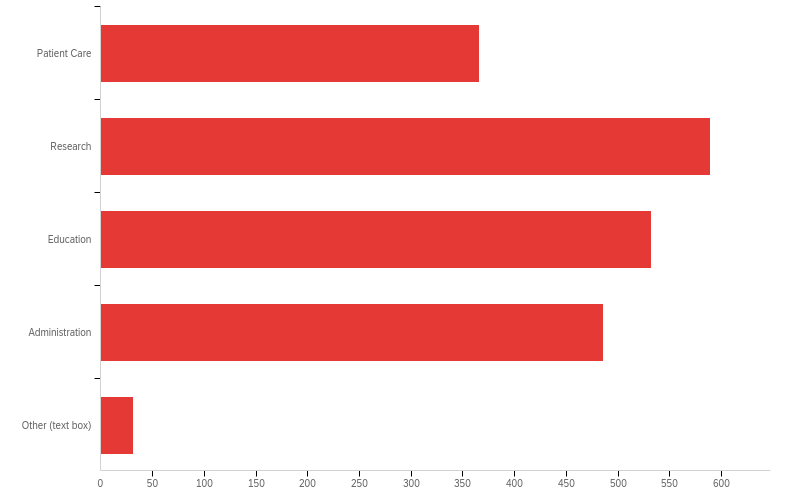 Patient Care
Research
Education
Administration
Other (text box)
0 50 100 150 200 250 300 350 400 450 500 550 600